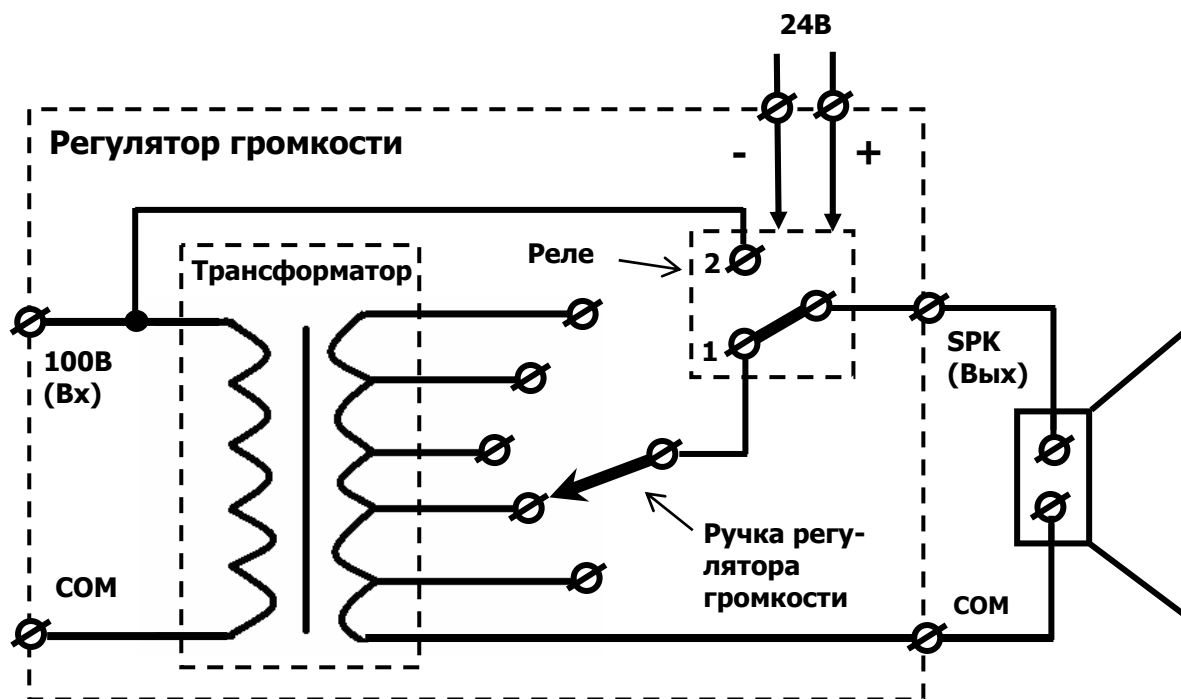 24В
Регулятор громкости
- +
Реле
2
Трансформатор
1
100В
(Вх)
SPK
(Вых)
Ручка регу-
лятора
громкости
COM
COM